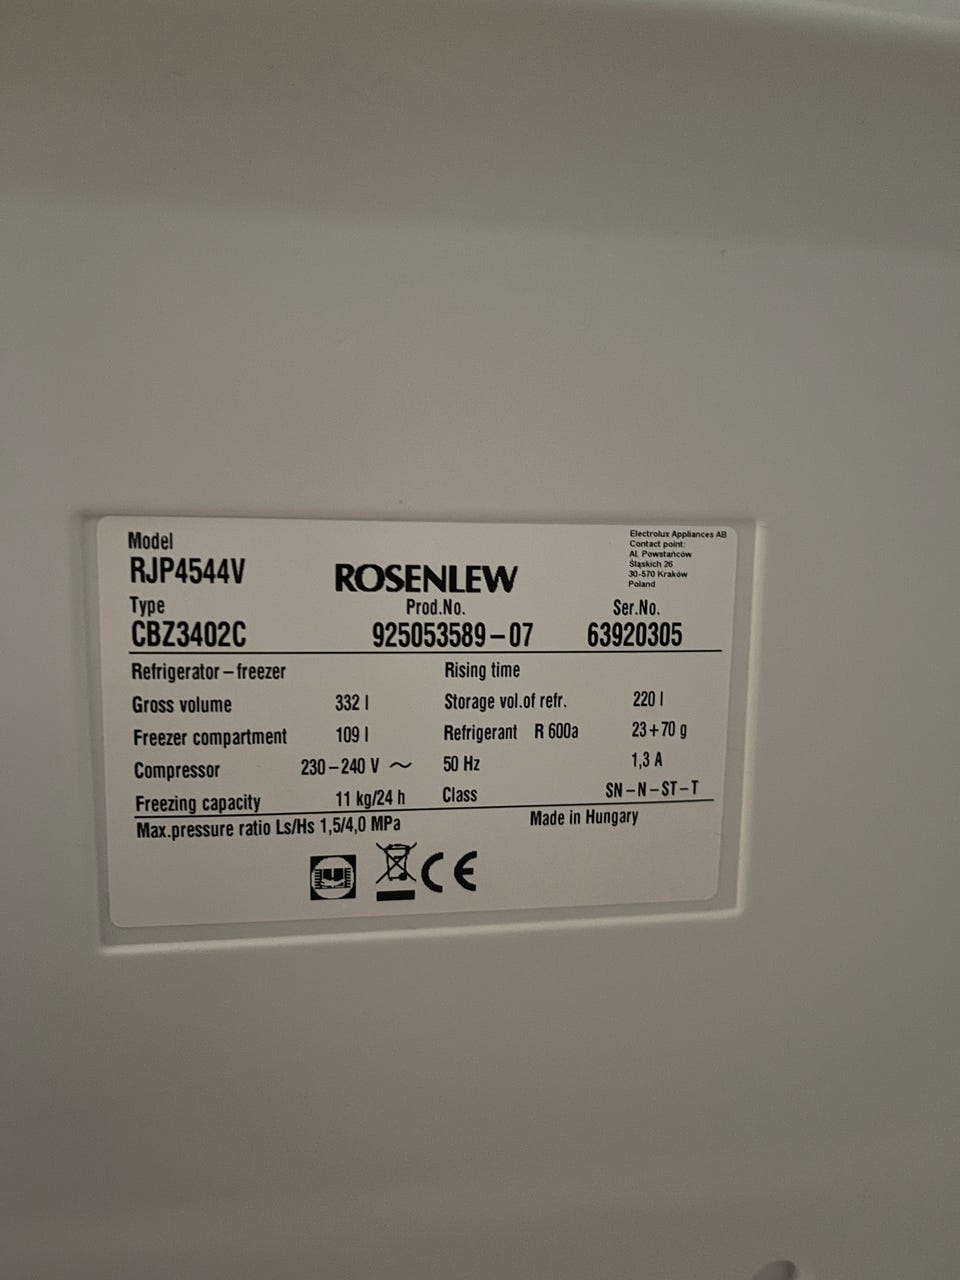 Model
RJP4544V
ROSENLEW
Electrolux Appliances AB
Contact point:
Al. Powstańców
Śląskich 26
30-570 Kraków
Poland
Type
CBZ3402C
Prod.No.
925053589-07
Ser.No.
63920305
Refrigerator-freezer
Rising time
Gross volume 332 l
Storage vol.of refr. 220 l
Freezer compartment 109 l
Refrigerant R 600a 23+70 g
Compressor 230-240 V ~ 50 Hz 1,3 A
Freezing capacity 11 kg/24 h
Class SN-N-ST-T
Max.pressure ratio Ls/Hs 1,5/4,0 MPa
Made in Hungary
CE